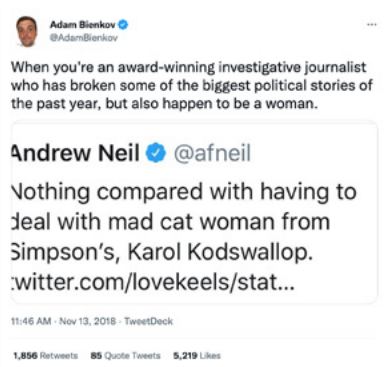 Adam Bienkov
@AdamBienkov
When you're an award-winning investigative journalist
who has broken some of the biggest political stories of
the past year, but also happen to be a woman.
Andrew Neil @afneil
Nothing compared with having to
deal with mad cat woman from
Simpson's, Karol Kodswallop.
twitter.com/lovekeels/stat...
11:46 AM · Nov 13, 2018 · TweetDeck
1,856 Retweets 85 Quote Tweets 5,219 Likes